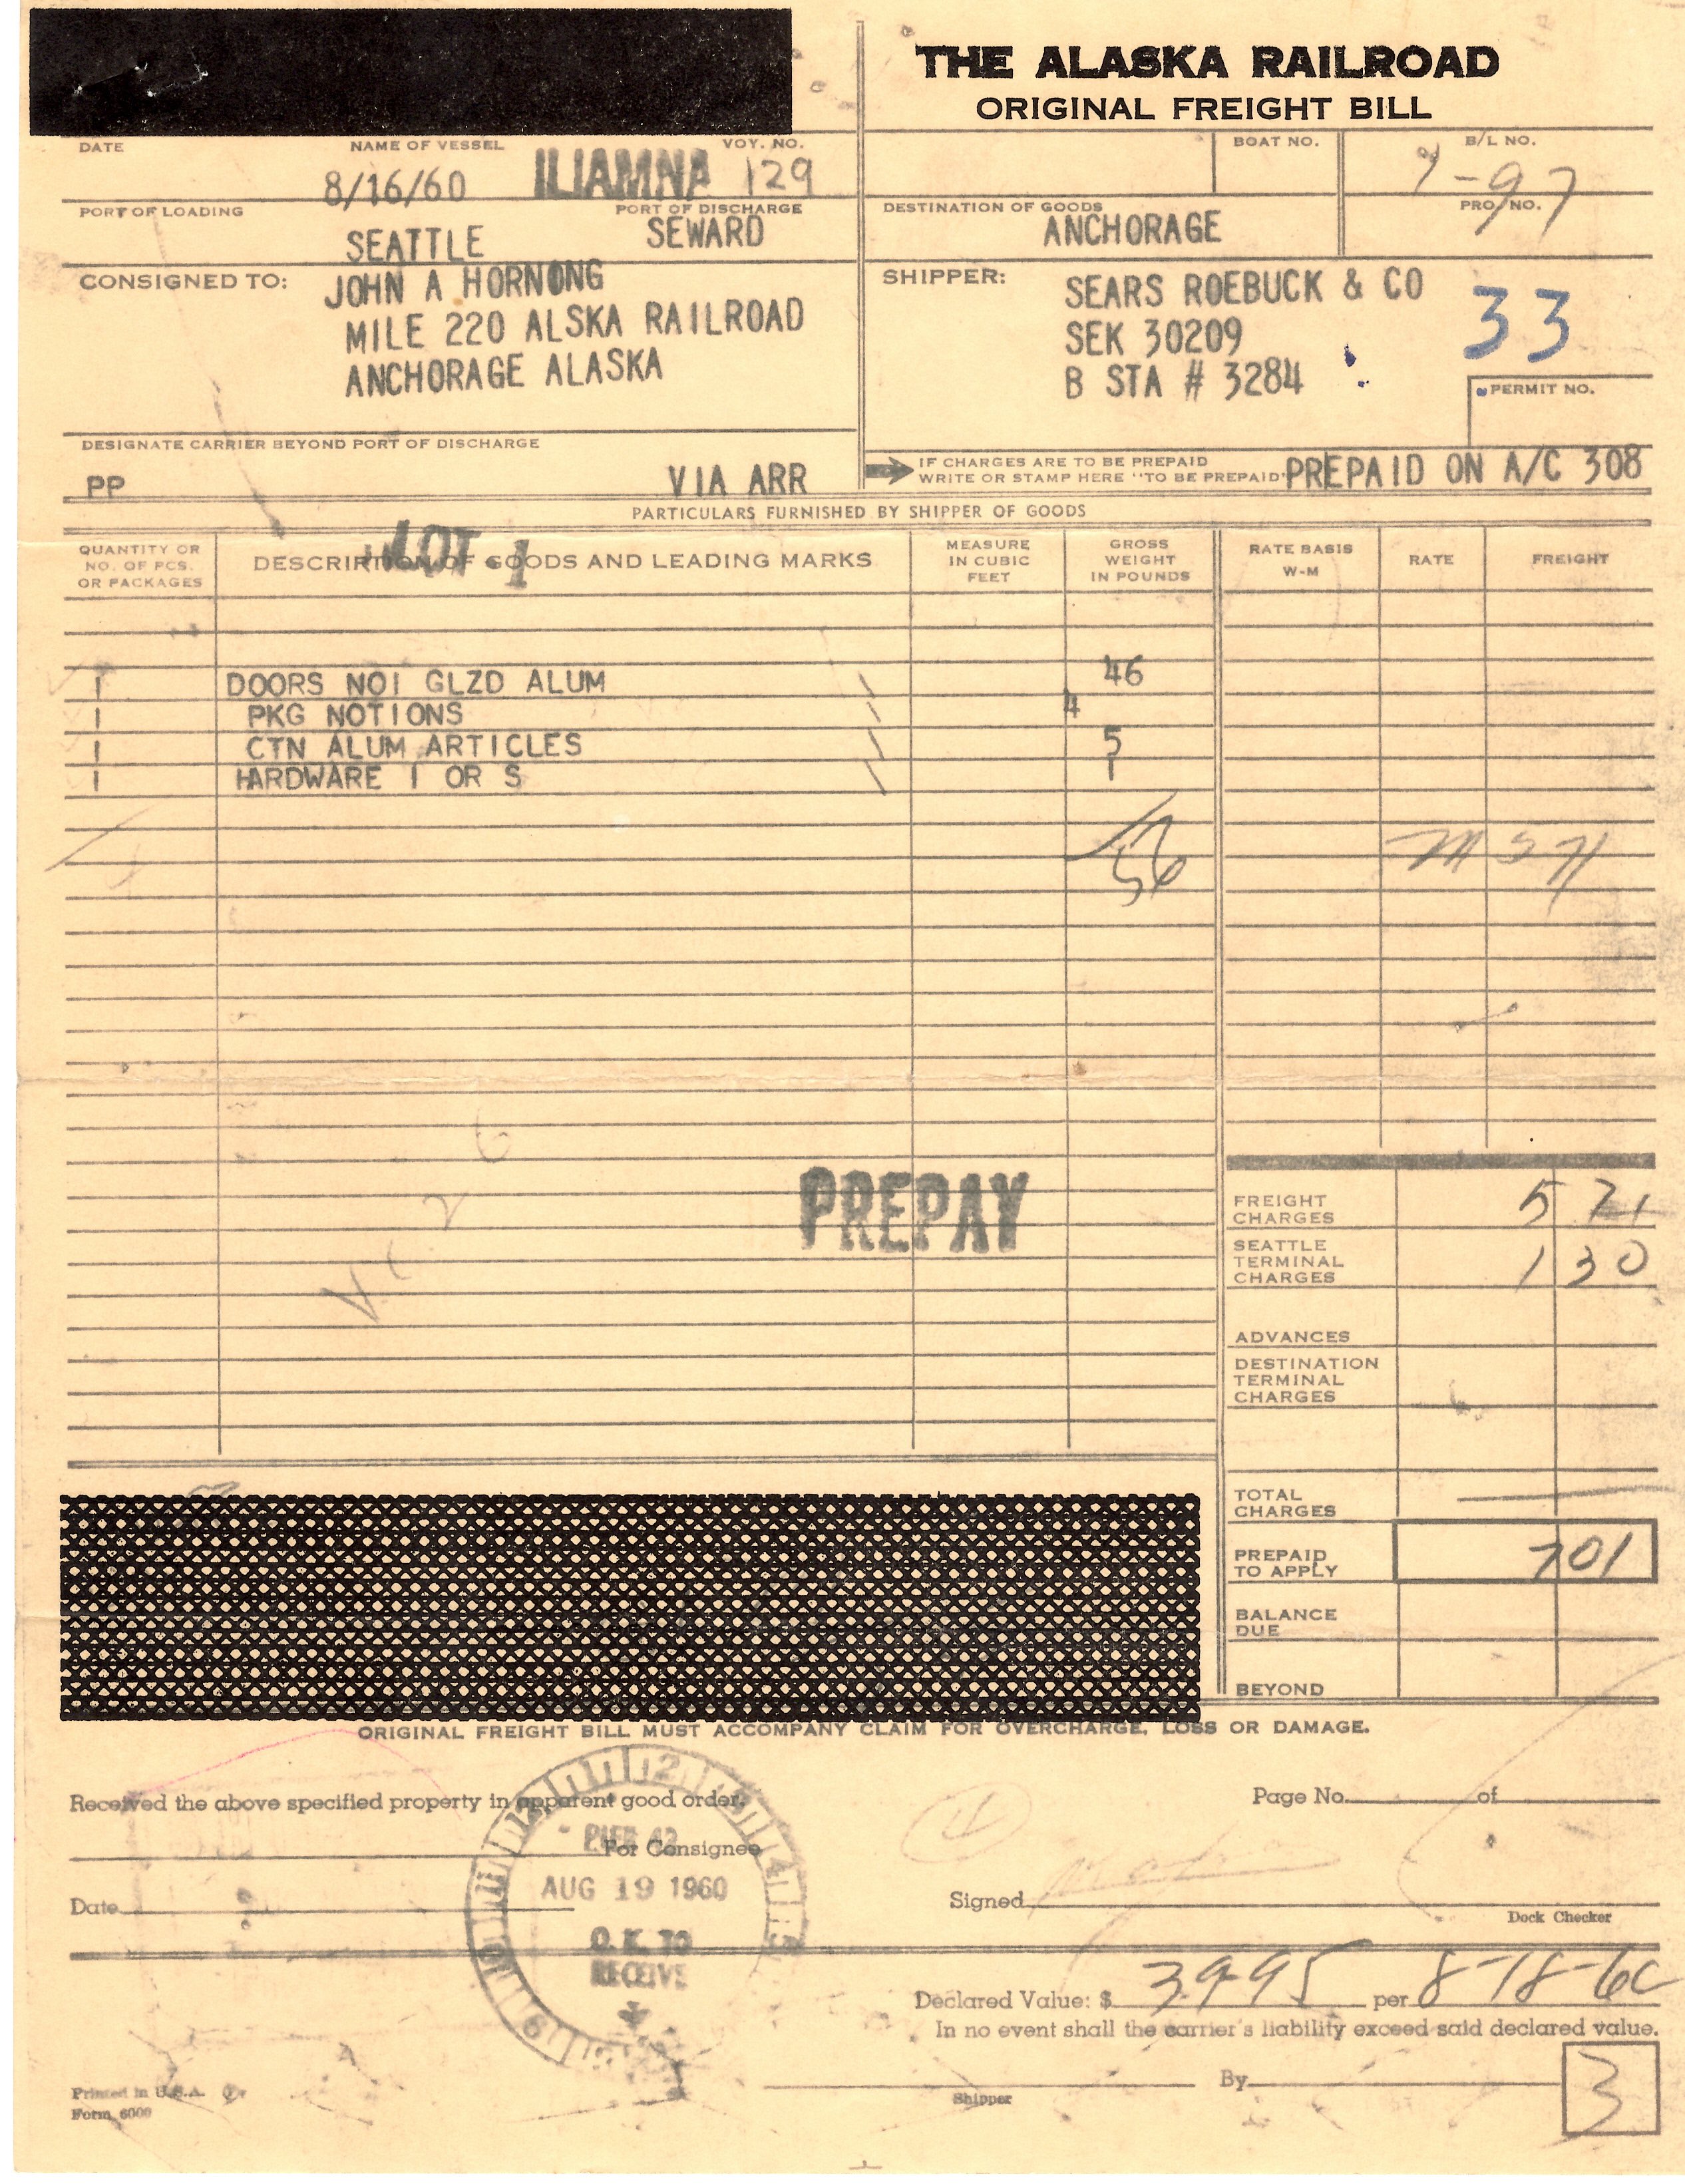 THE ALASKA RAILROAD
ORIGINAL FREIGHT BILL
DATE NAME OF VESSEL VOY. NO. BOAT NO. B/L NO.
8/16/60 ILIAMNA 129 -97
PORT OF LOADING PORT OF DISCHARGE DESTINATION OF GOODS PRO. NO.
SEATTLE SEWARD ANCHORAGE
CONSIGNED TO: JOHN A HORNONG
MILE 220 ALSKA RAILROAD
ANCHORAGE ALASKA
SHIPPER: SEARS ROEBUCK & CO
SEK 30209
B STA # 3284
33
PERMIT NO.
DESIGNATE CARRIER BEYOND PORT OF DISCHARGE
PP VIA ARR
IF CHARGES ARE TO BE PREPAID
WRITE OR STAMP HERE "TO BE PREPAID" PREPAID ON A/C 308
PARTICULARS FURNISHED BY SHIPPER OF GOODS
LOT 1
QUANTITY OR
NO. OF PCS.
OR PACKAGES
DESCRIPTION OF GOODS AND LEADING MARKS
MEASURE
IN CUBIC
FEET
GROSS
WEIGHT
IN POUNDS
RATE BASIS
W-M
RATE
FREIGHT
1 DOORS NOI GLZD ALUM 46
1 PKG NOTIONS 4
1 CTN ALUM ARTICLES 5
1 HARDWARE I OR S 1
56
PREPAY
FREIGHT
CHARGES 5 71
SEATTLE
TERMINAL
CHARGES 1 30
ADVANCES
DESTINATION
TERMINAL
CHARGES
TOTAL
CHARGES
PREPAID
TO APPLY 7 01
BALANCE
DUE
BEYOND
ORIGINAL FREIGHT BILL MUST ACCOMPANY CLAIM FOR OVERCHARGE, LOSS OR DAMAGE.
Received the above specified property in apparent good order.
Page No. of
For Consignee
PIER 42
AUG 19 1960
O.K. TO
RECEIVE
Date
Signed
Dock Checker
Declared Value: $ 39.95 per 8-18-60
In no event shall the carrier's liability exceed said declared value.
Shipper
By
3
Printed in U.S.A.
Form 6000